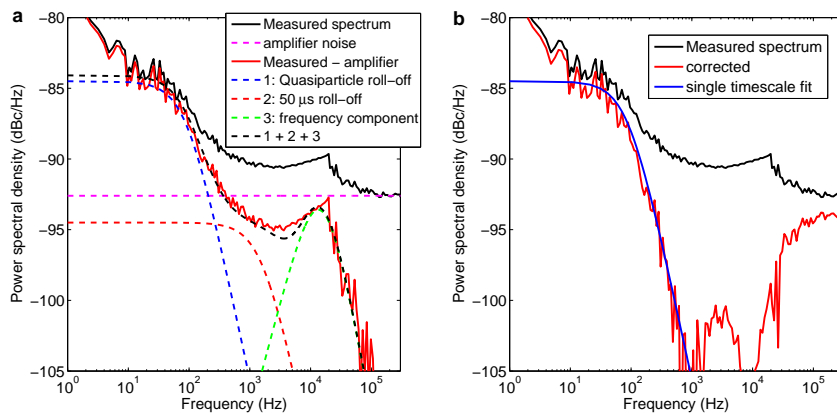 a
−80
−85
−90
−95
−100
−105
Power spectral density (dBc/Hz)
10^0 10^1 10^2 10^3 10^4 10^5
Frequency (Hz)
Measured spectrum
amplifier noise
Measured − amplifier
1: Quasiparticle roll−off
2: 50 μs roll−off
3: frequency component
1 + 2 + 3
b
−80
−85
−90
−95
−100
−105
Power spectral density (dBc/Hz)
10^0 10^1 10^2 10^3 10^4 10^5
Frequency (Hz)
Measured spectrum
corrected
single timescale fit